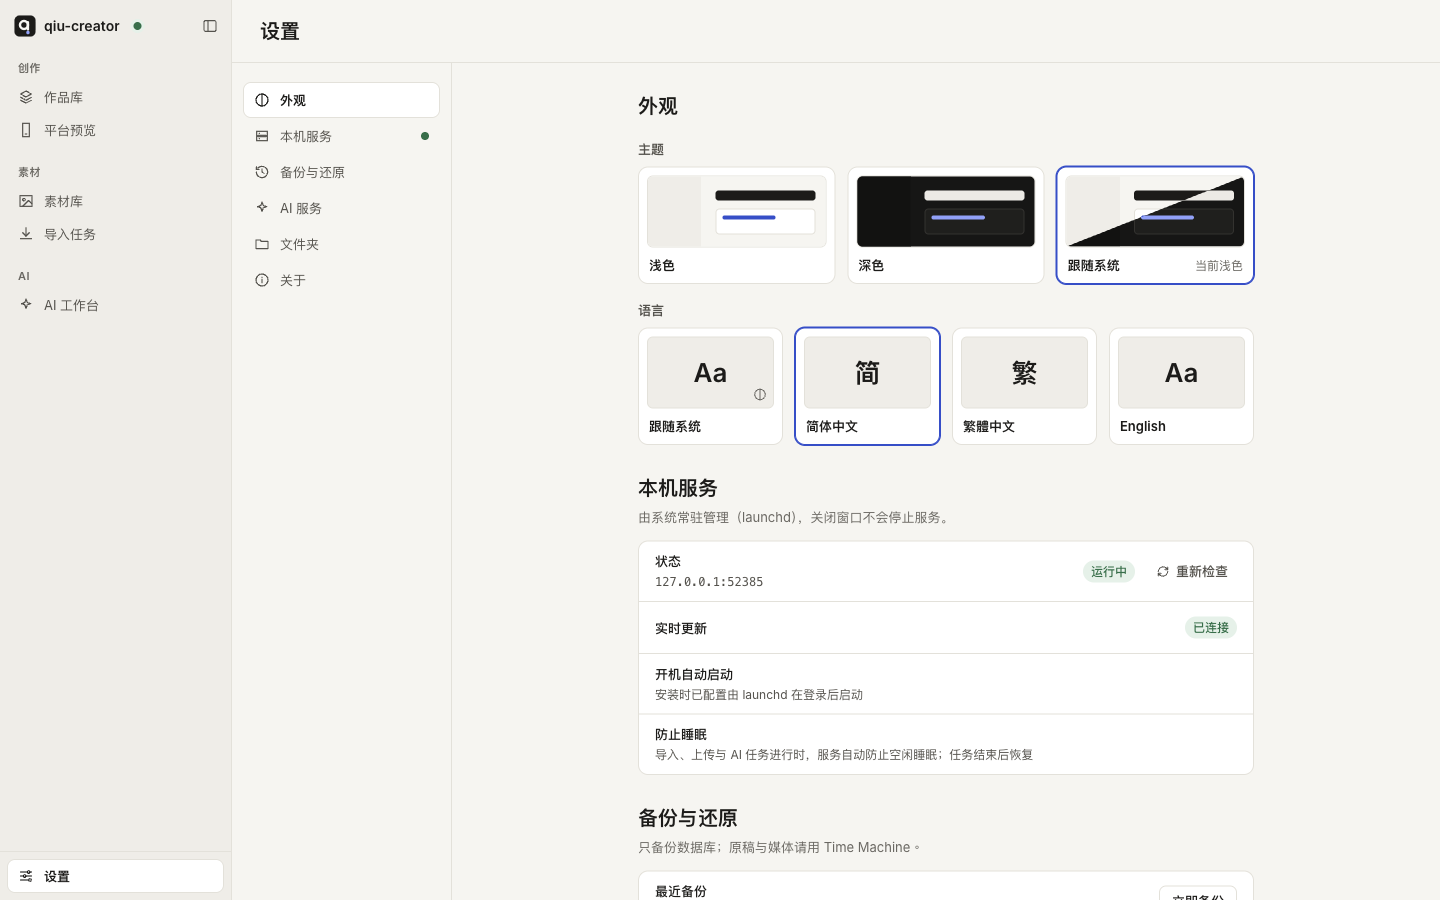 qiu-creator
创作
作品库
平台预览
素材
素材库
导入任务
AI
AI 工作台
设置
设置
外观
本机服务
备份与还原
AI 服务
文件夹
关于
外观
主题
浅色
深色
跟随系统
当前浅色
语言
Aa
跟随系统
简
简体中文
繁
繁體中文
Aa
English
本机服务
由系统常驻管理（launchd），关闭窗口不会停止服务。
状态
127.0.0.1:52385
运行中
重新检查
实时更新
已连接
开机自动启动
安装时已配置由 launchd 在登录后启动
防止睡眠
导入、上传与 AI 任务进行时，服务自动防止空闲睡眠；任务结束后恢复
备份与还原
只备份数据库；原稿与媒体请用 Time Machine。
最近备份
立即备份